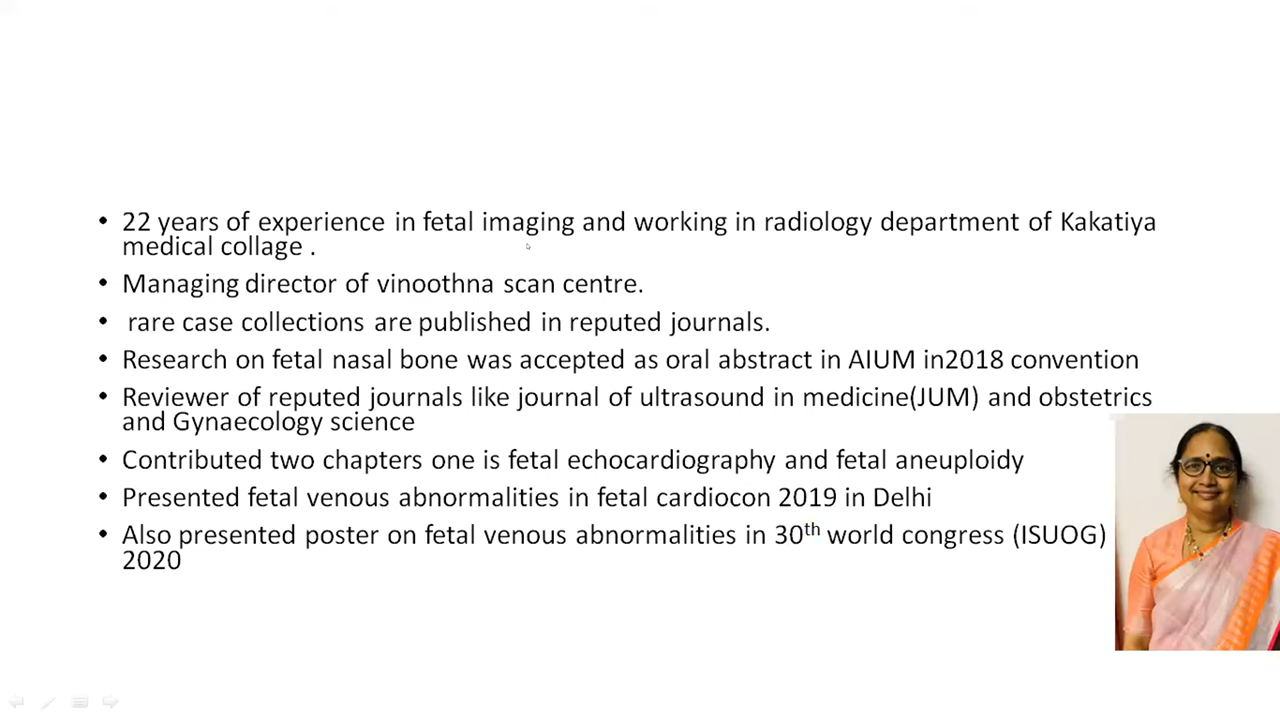 • 22 years of experience in fetal imaging and working in radiology department of Kakatiya
medical collage .
• Managing director of vinoothna scan centre.
• rare case collections are published in reputed journals.
• Research on fetal nasal bone was accepted as oral abstract in AIUM in2018 convention
• Reviewer of reputed journals like journal of ultrasound in medicine(JUM) and obstetrics
and Gynaecology science
• Contributed two chapters one is fetal echocardiography and fetal aneuploidy
• Presented fetal venous abnormalities in fetal cardiocon 2019 in Delhi
• Also presented poster on fetal venous abnormalities in 30th world congress (ISUOG)
2020